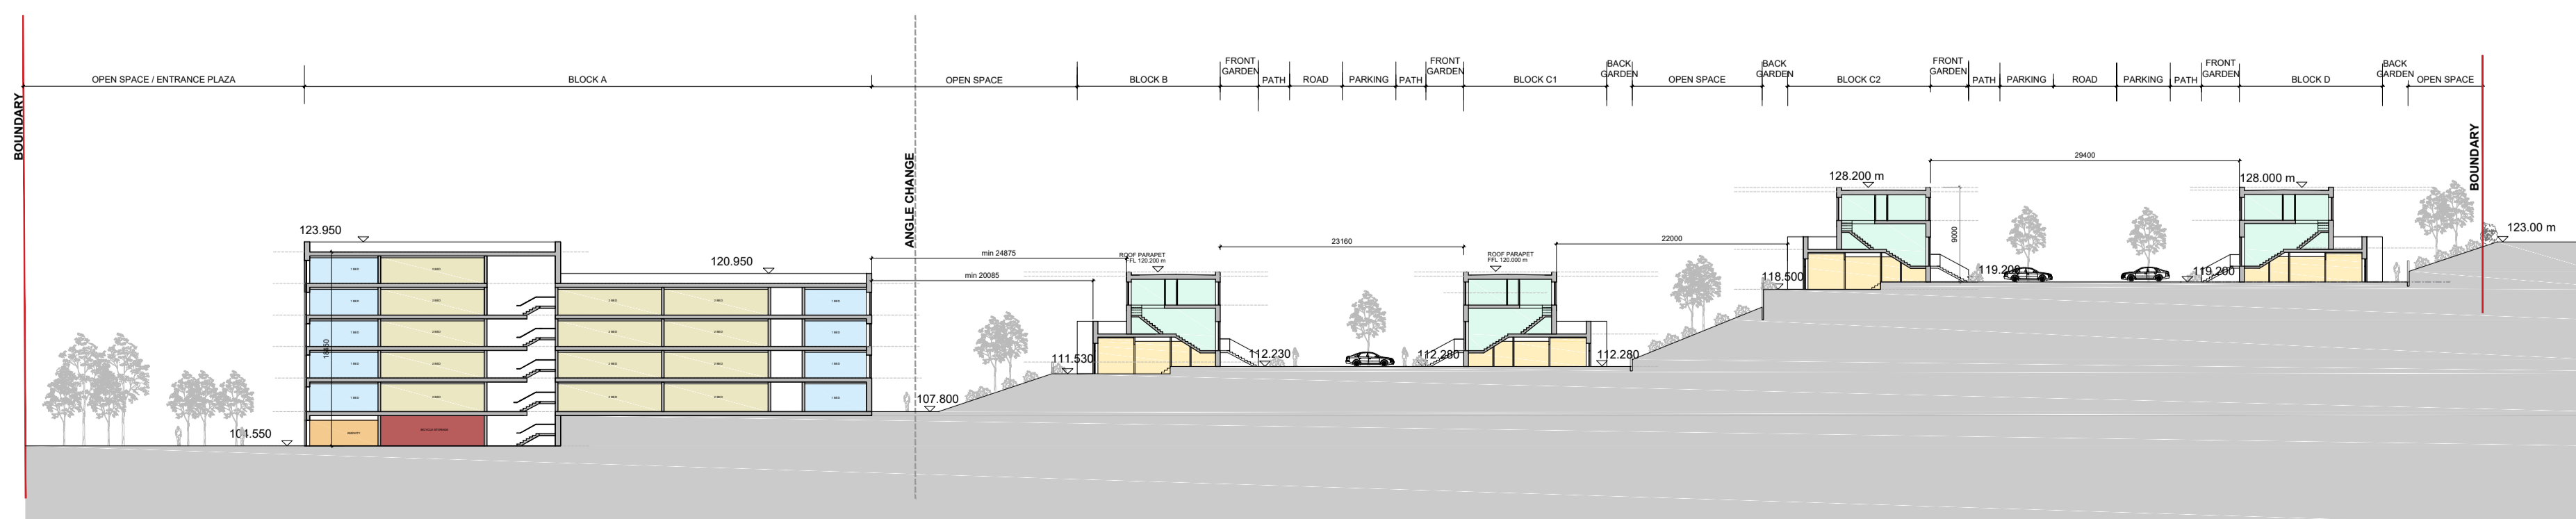 BOUNDARY
OPEN SPACE / ENTRANCE PLAZA
BLOCK A
OPEN SPACE
BLOCK B
FRONT
GARDEN
PATH
ROAD
PARKING
PATH
FRONT
GARDEN
BLOCK C1
BACK
GARDEN
OPEN SPACE
BACK
GARDEN
BLOCK C2
FRONT
GARDEN
PATH
PARKING
ROAD
PARKING
PATH
FRONT
GARDEN
BLOCK D
BACK
GARDEN
OPEN SPACE
BOUNDARY
ANGLE CHANGE
123.950
120.950
min 24875
min 20085
ROOF PARAPET
FFL 120.200 m
23160
ROOF PARAPET
FFL 120.000 m
22000
128.200 m
29400
9000
128.000 m
123.00 m
104.550
107.800
111.530
112.230
112.280
112.280
118.500
119.200
119.200